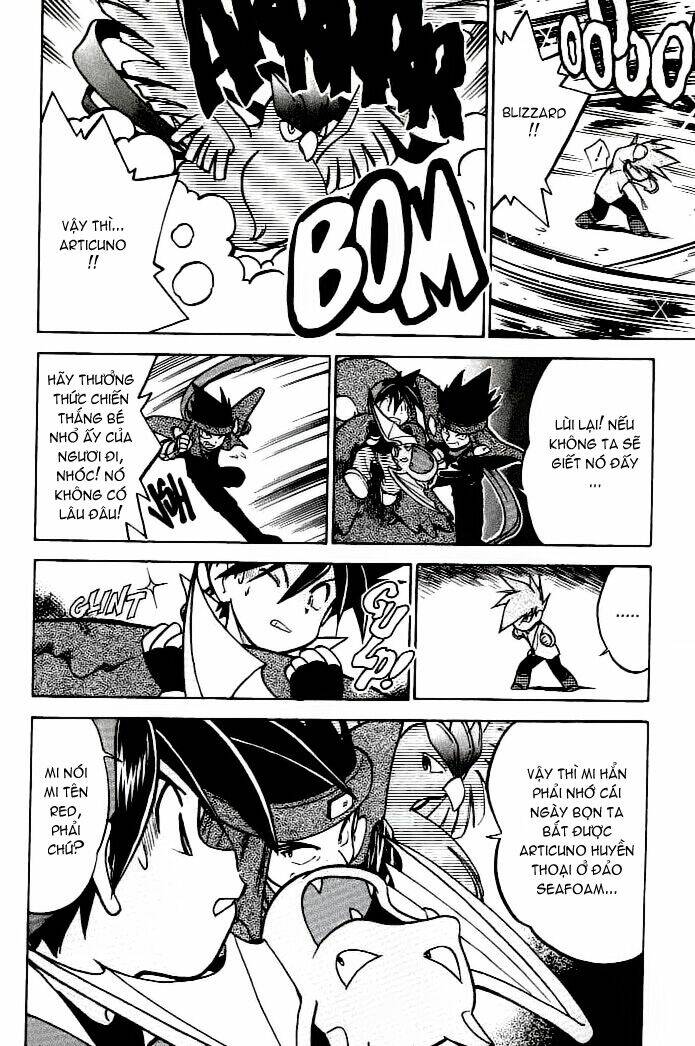 VẬY THÌ...
ARTICUNO
!!
BOM
BLIZZARD
!!
HÃY THƯỞNG
THỨC CHIẾN
THẮNG BÉ
NHỎ ẤY CỦA
NGƯƠI ĐI,
NHÓC! NÓ
KHÔNG CÓ
LÂU ĐÂU!
LÙI LẠI! NẾU
KHÔNG TA SẼ
GIẾT NÓ ĐẤY
...
GLINT
GULP!
.....
MI NÓI
MI TÊN
RED,
PHẢI
CHỨ?
VẬY THÌ MI HẲN
PHẢI NHỚ CÁI
NGÀY BỌN TA
BẮT ĐƯỢC
ARTICUNO HUYỀN
THOẠI Ở ĐẢO
SEAFOAM...